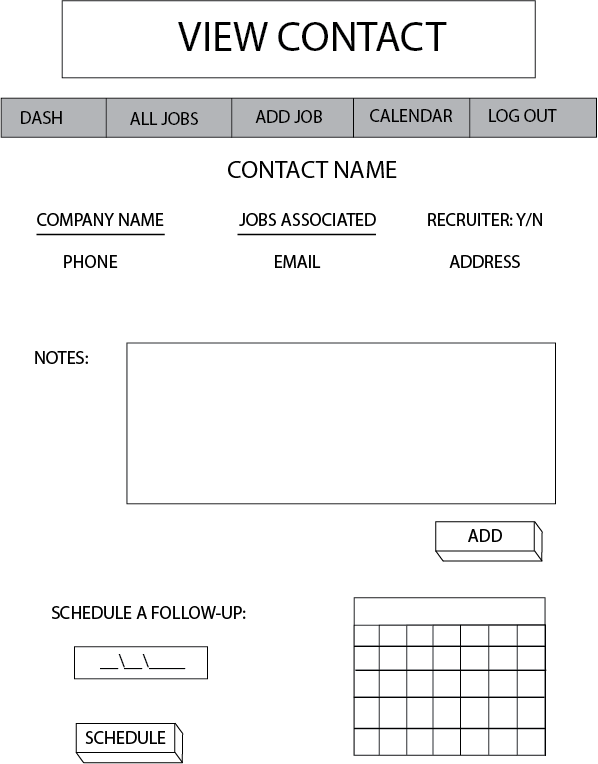 VIEW CONTACT
DASH ALL JOBS ADD JOB CALENDAR LOG OUT
CONTACT NAME
COMPANY NAME JOBS ASSOCIATED RECRUITER: Y/N
PHONE EMAIL ADDRESS
NOTES:
ADD
SCHEDULE A FOLLOW-UP:
__\__\____
SCHEDULE